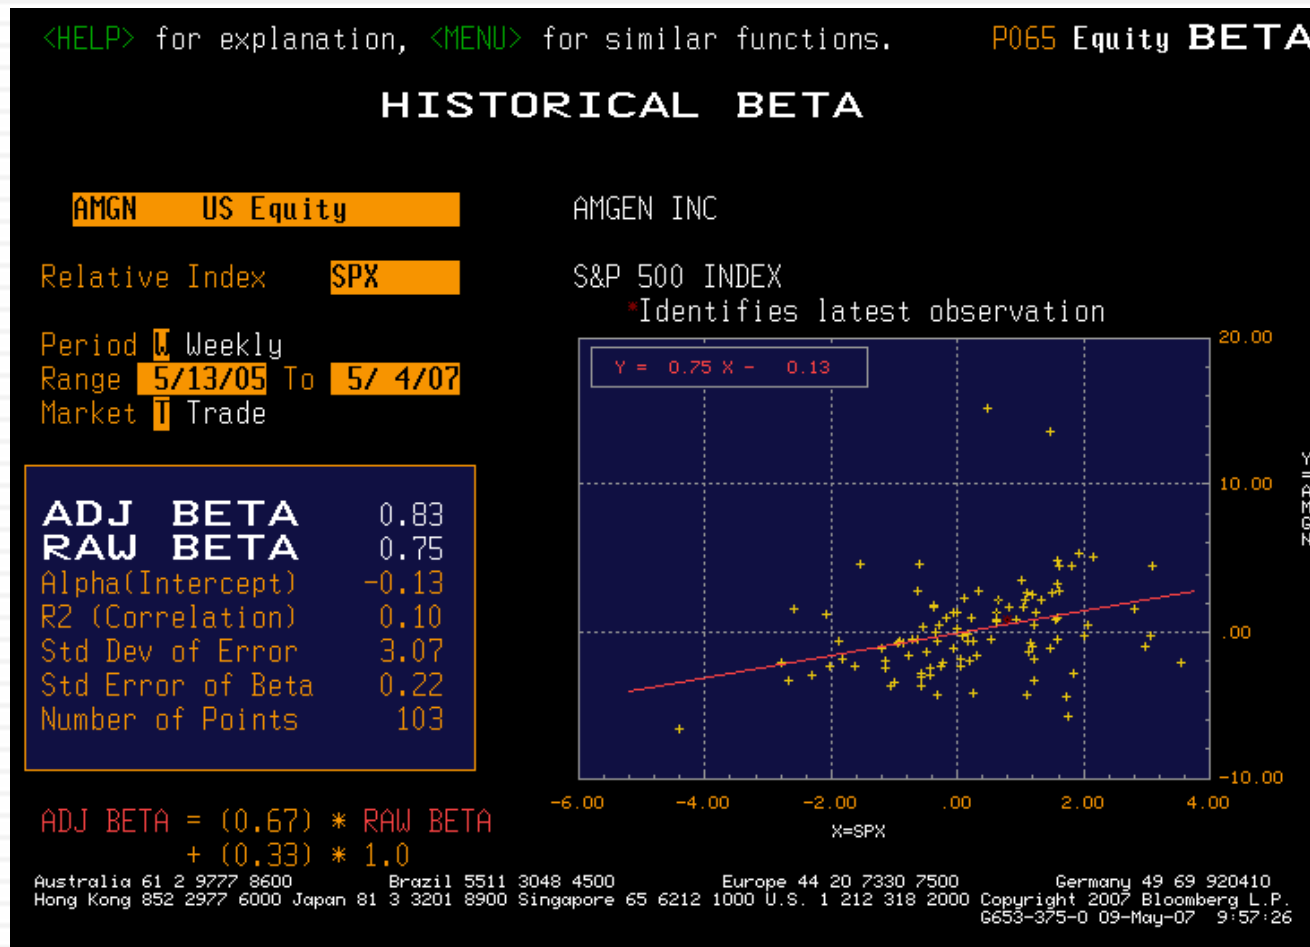 <HELP> for explanation, <MENU> for similar functions. P065 Equity BETA
HISTORICAL BETA
AMGN US Equity
AMGEN INC
Relative Index SPX
S&P 500 INDEX
*Identifies latest observation
Period W Weekly
Range 5/13/05 To 5/ 4/07
Market T Trade
ADJ BETA 0.83
RAW BETA 0.75
Alpha(Intercept) -0.13
R2 (Correlation) 0.10
Std Dev of Error 3.07
Std Error of Beta 0.22
Number of Points 103
ADJ BETA = (0.67) * RAW BETA
+ (0.33) * 1.0
Y = 0.75 X - 0.13
20.00
10.00
.00
-10.00
Y=AMGN
-6.00 -4.00 -2.00 .00 2.00 4.00
X=SPX
Australia 61 2 9777 8600 Brazil 5511 3048 4500 Europe 44 20 7330 7500 Germany 49 69 920410
Hong Kong 852 2977 6000 Japan 81 3 3201 8900 Singapore 65 6212 1000 U.S. 1 212 318 2000 Copyright 2007 Bloomberg L.P.
G653-375-0 09-May-07 9:57:26